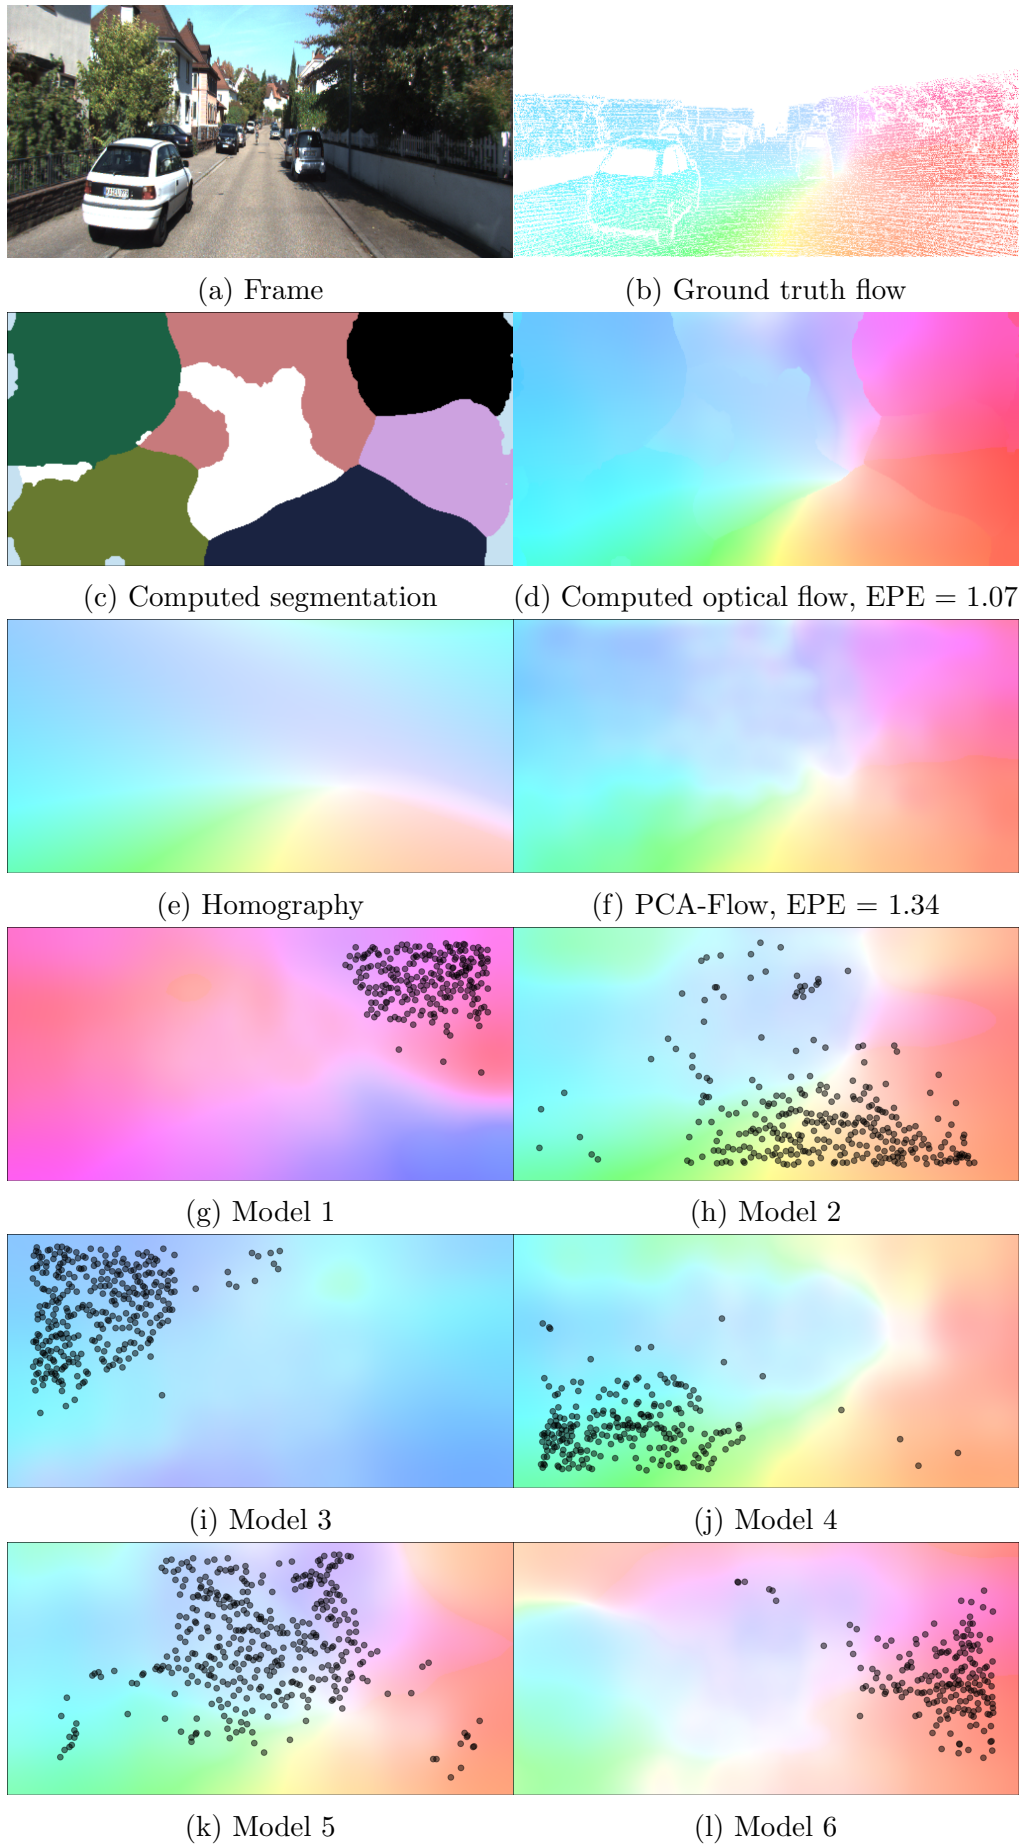 (a) Frame
(b) Ground truth flow
(c) Computed segmentation
(d) Computed optical flow, EPE = 1.07
(e) Homography
(f) PCA-Flow, EPE = 1.34
(g) Model 1
(h) Model 2
(i) Model 3
(j) Model 4
(k) Model 5
(l) Model 6